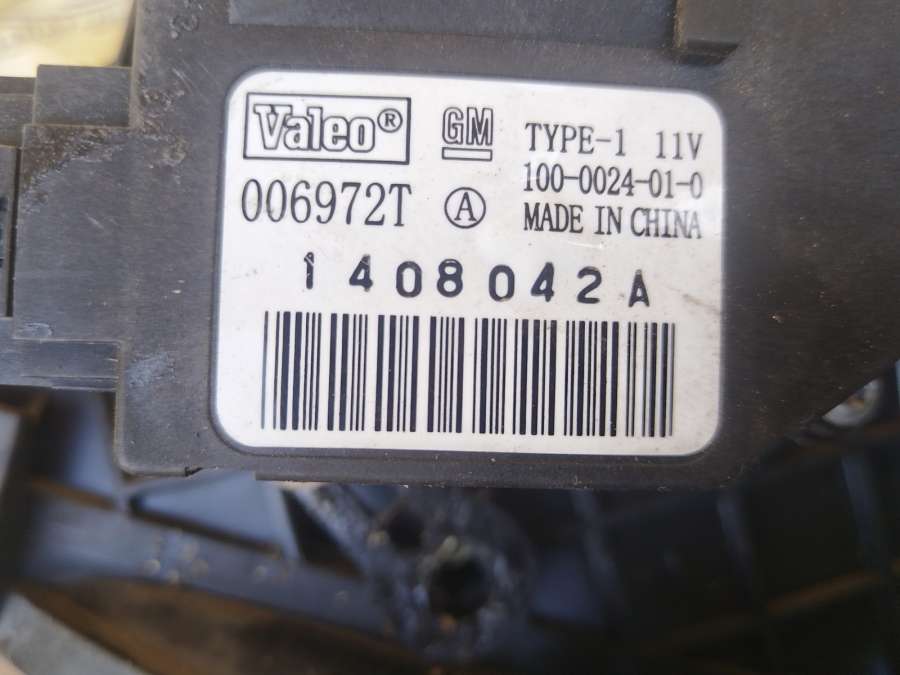 Valeo® GM TYPE-1 11V
100-0024-01-0
006972T Ⓐ MADE IN CHINA
1408042A